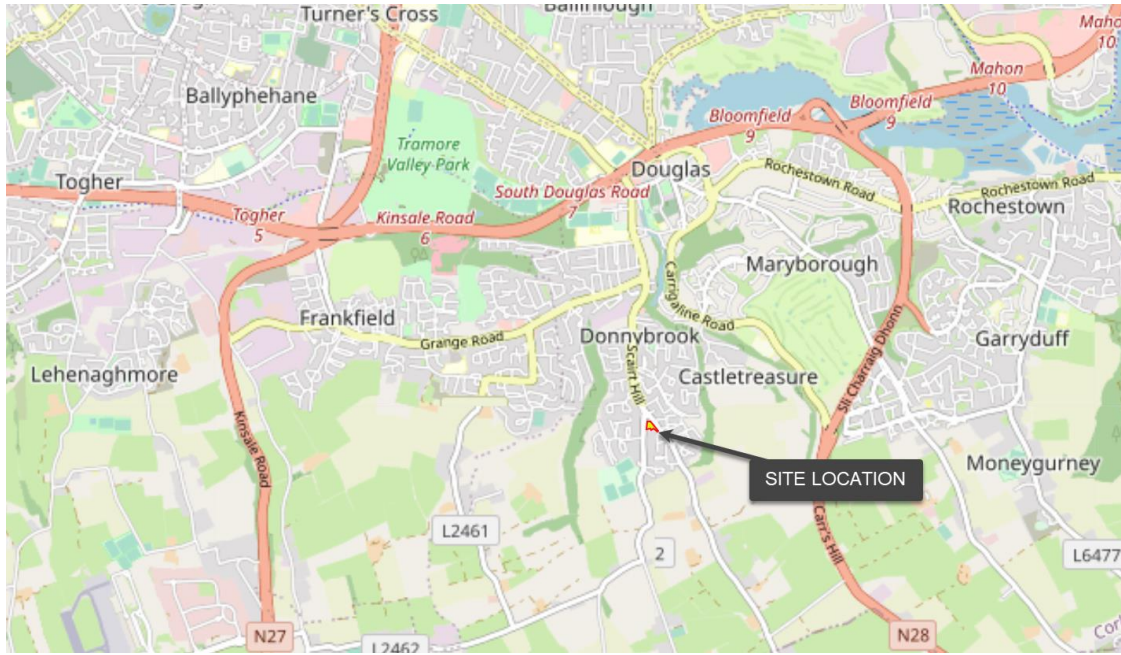 Turner's Cross
Ballinlough
Mahon
10
Mahon
10
Ballyphehane
Bloomfield
9
Bloomfield
9
Tramore
Valley Park
Douglas
Rochestown Road
Togher
South Douglas Road
7
Rochestown Road
Rochestown
Togher
5
Kinsale Road
6
Maryborough
Carrigaline Road
Frankfield
Grange Road
Donnybrook
Scairt Hill
Garryduff
Lehenaghmore
Castletreasure
Slí Charraig Dhonn
Kinsale Road
SITE LOCATION
Moneygurney
L2461
2
Carr's Hill
L6477
N27
L2462
N28